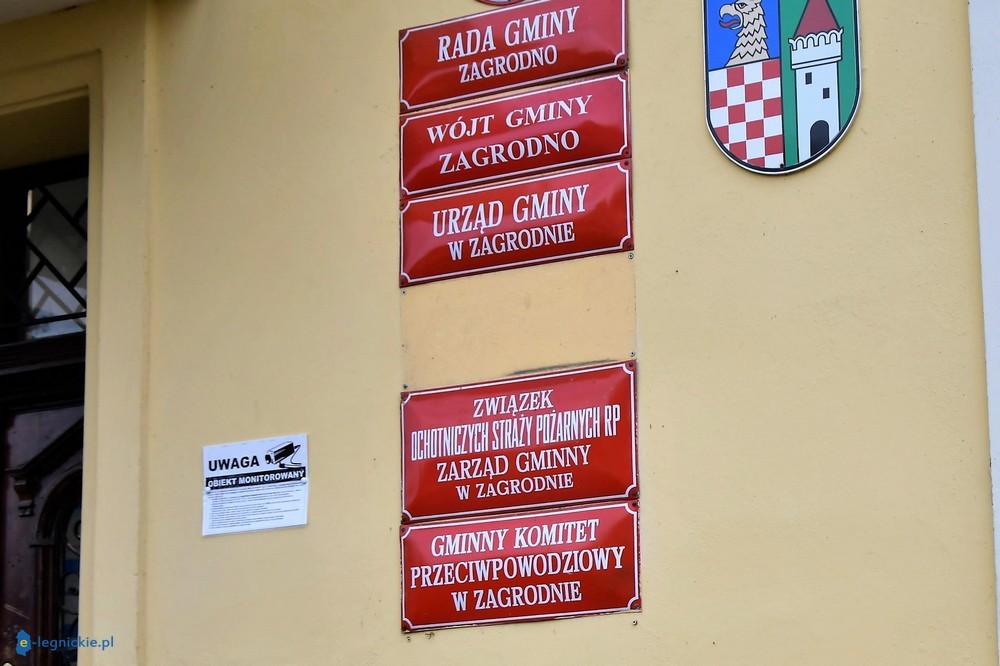 RADA GMINY
ZAGRODNO
WÓJT GMINY
ZAGRODNO
URZĄD GMINY
W ZAGRODNIE
ZWIĄZEK
OCHOTNICZYCH STRAŻY POŻARNYCH RP
ZARZĄD GMINNY
W ZAGRODNIE
GMINNY KOMITET
PRZECIWPOWODZIOWY
W ZAGRODNIE
UWAGA
OBIEKT MONITOROWANY
e-legnickie.pl